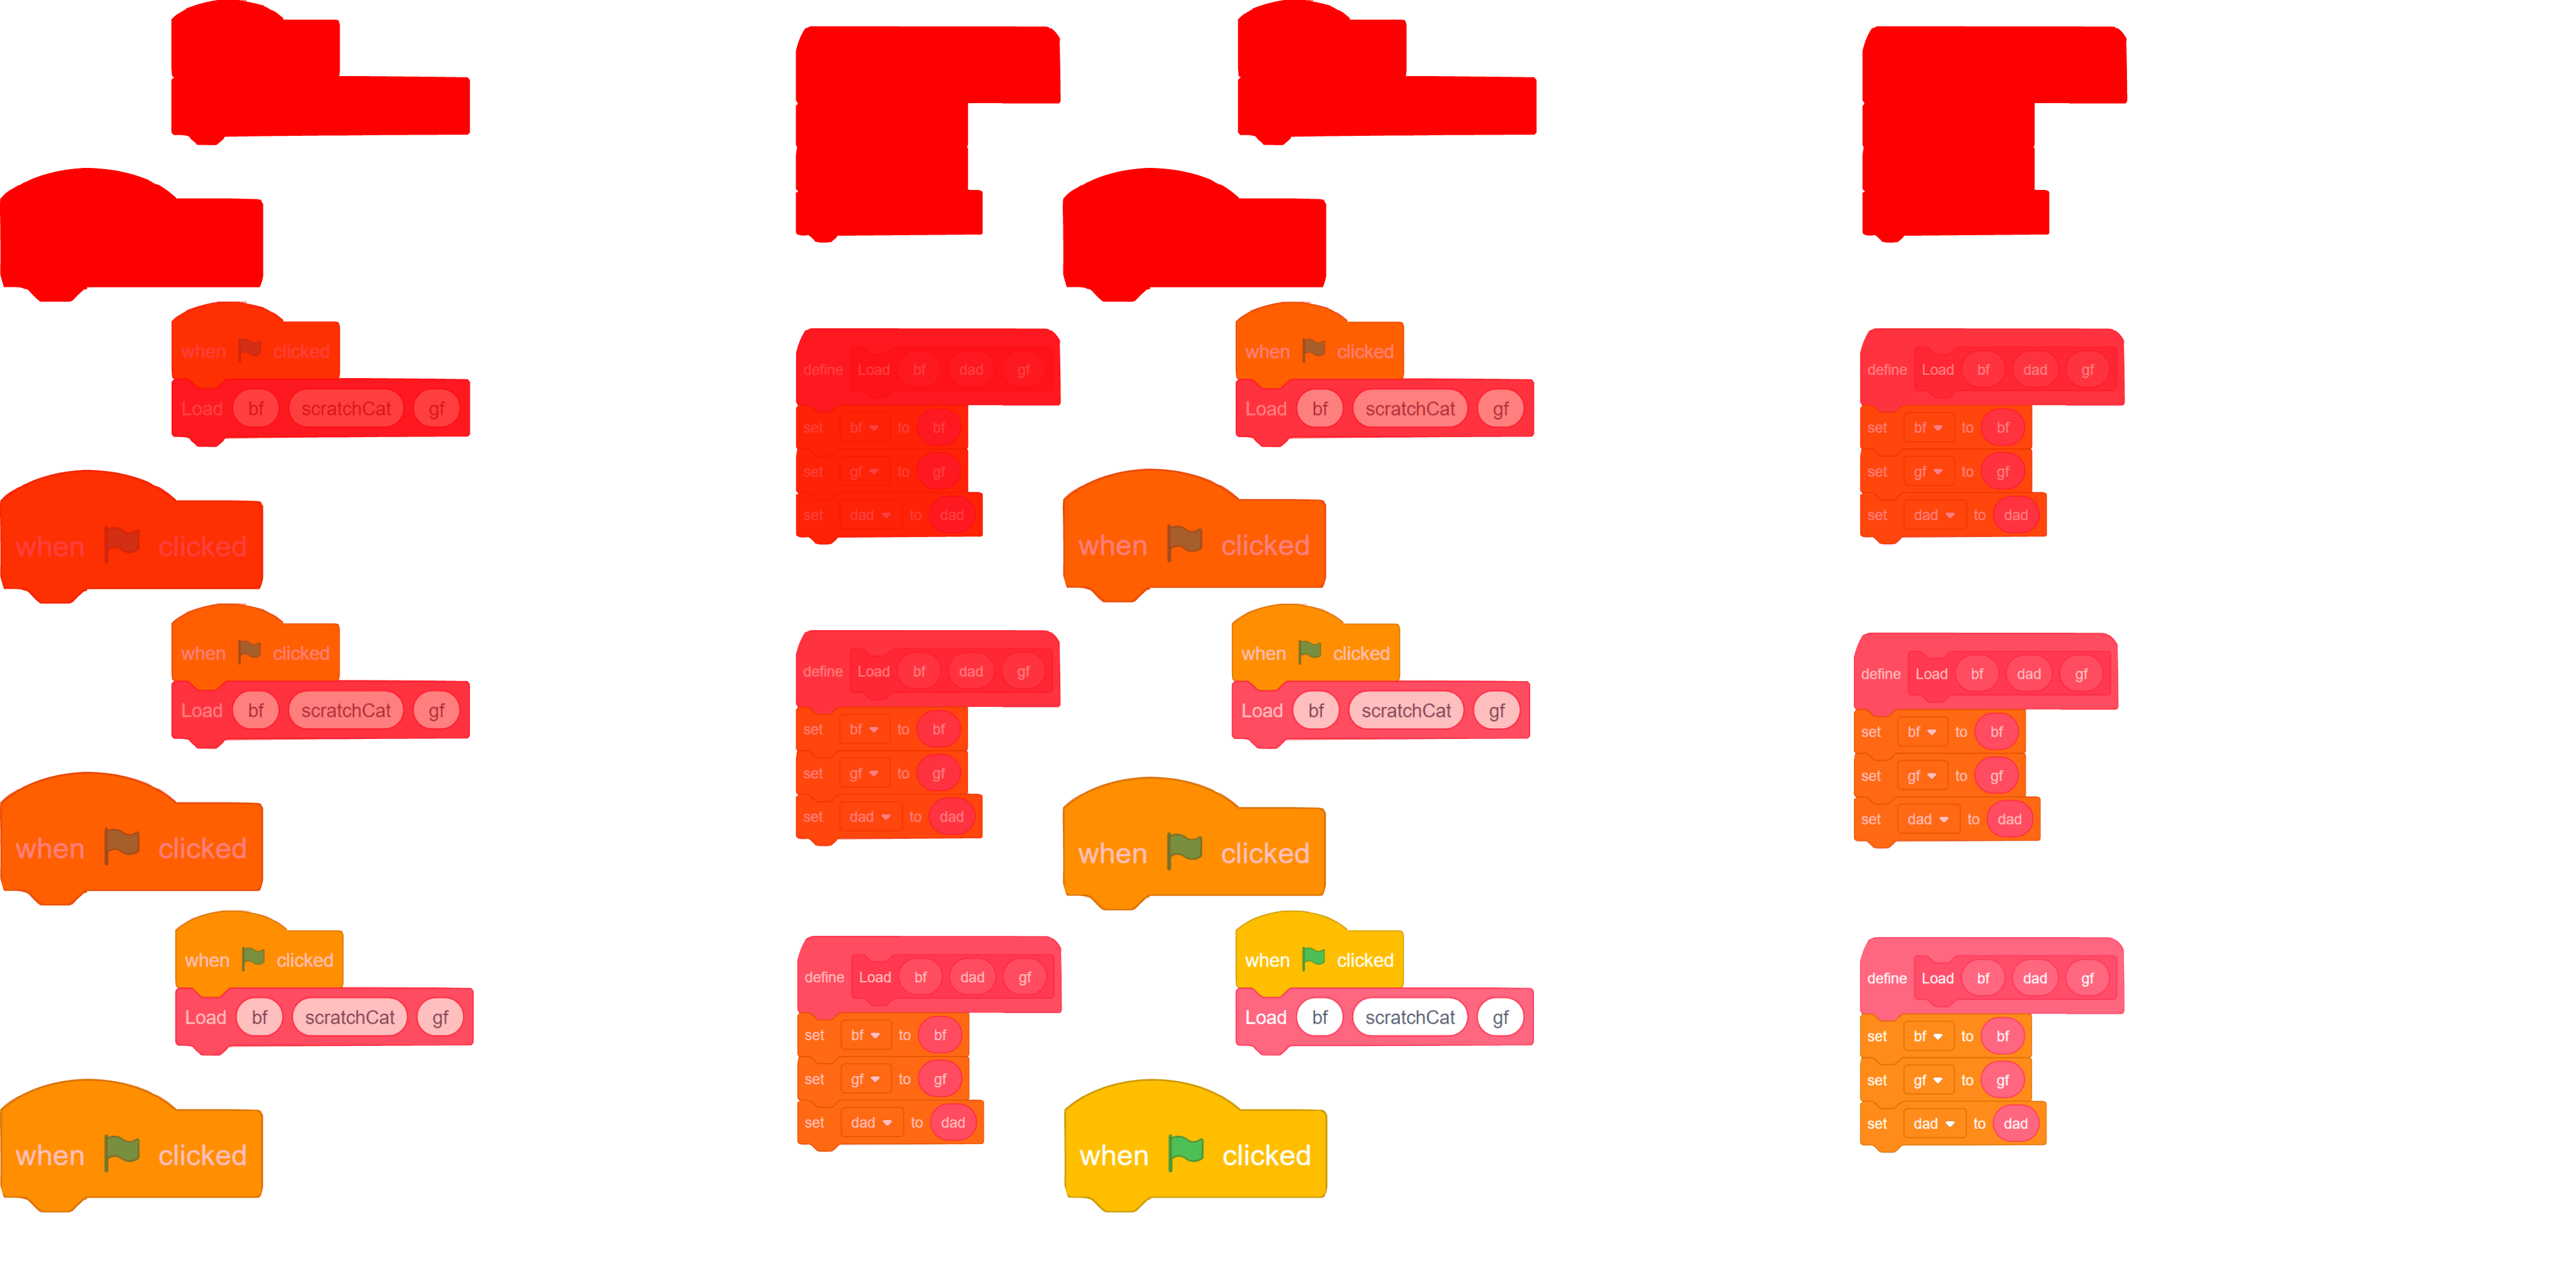 when clicked
Load bf scratchCat gf
define Load bf dad gf
set bf to bf
set gf to gf
set dad to dad
when clicked
when clicked
Load bf scratchCat gf
define Load bf dad gf
set bf to bf
set gf to gf
set dad to dad
when clicked
when clicked
Load bf scratchCat gf
define Load bf dad gf
set bf to bf
set gf to gf
set dad to dad
when clicked
when clicked
Load bf scratchCat gf
define Load bf dad gf
set bf to bf
set gf to gf
set dad to dad
when clicked
when clicked
Load bf scratchCat gf
define Load bf dad gf
set bf to bf
set gf to gf
set dad to dad
when clicked
when clicked
Load bf scratchCat gf
define Load bf dad gf
set bf to bf
set gf to gf
set dad to dad
when clicked